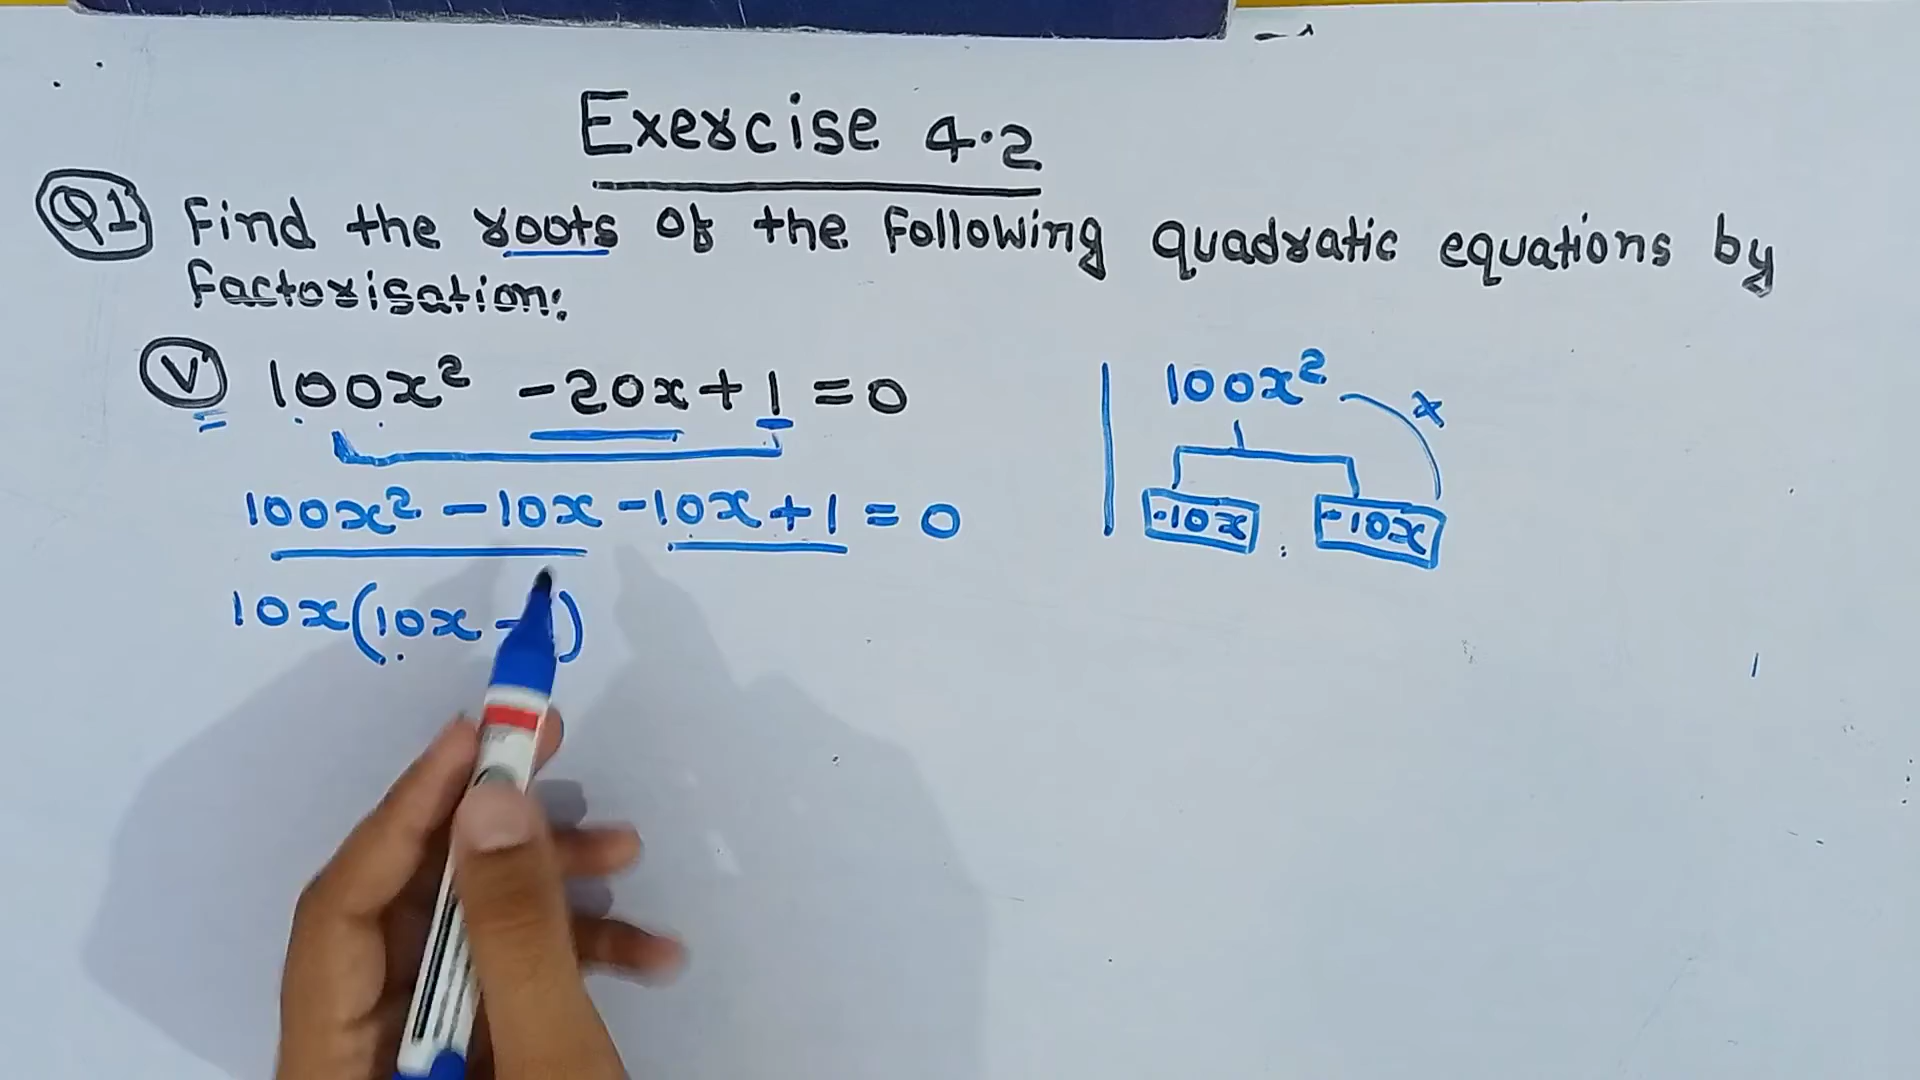 Exercise 4.2
Q1 Find the roots of the following quadratic equations by
factorisation:
V 100x² -20x+1=0
100x² -10x -10x+1 = 0
10x(10x - )
100x²
x
-10x -10x